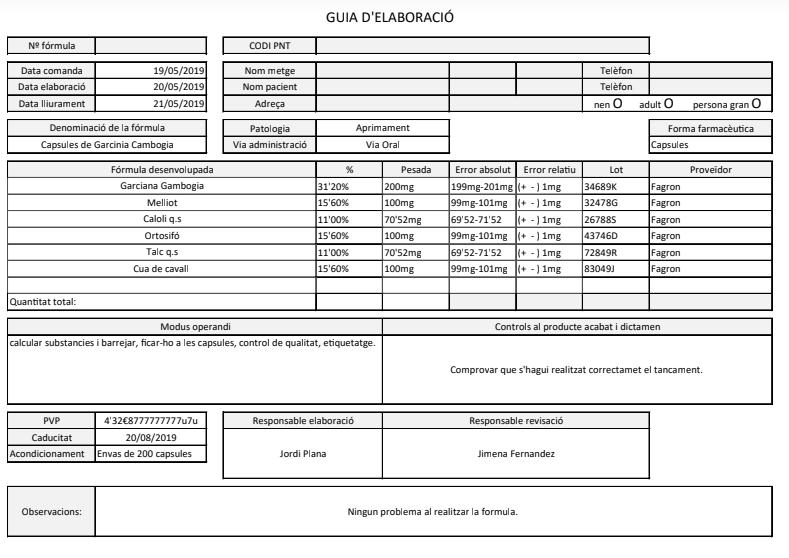 GUIA D'ELABORACIÓ
Nº fórmula CODI PNT
Data comanda 19/05/2019 Nom metge Telèfon
Data elaboració 20/05/2019 Nom pacient Telèfon
Data lliurament 21/05/2019 Adreça nen O adult O persona gran O
Denominació de la fórmula Patologia Aprimament Forma farmacèutica
Capsules de Garcinia Cambogia Via administració Via Oral Capsules
Fórmula desenvolupada % Pesada Error absolut Error relatiu Lot Proveïdor
Garciana Gambogia 31'20% 200mg 199mg-201mg (+ - ) 1mg 34689K Fagron
Melliot 15'60% 100mg 99mg-101mg (+ - ) 1mg 32478G Fagron
Caloli q.s 11'00% 70'52mg 69'52-71'52 (+ - ) 1mg 26788S Fagron
Ortosifó 15'60% 100mg 99mg-101mg (+ - ) 1mg 43746D Fagron
Talc q.s 11'00% 70'52mg 69'52-71'52 (+ - ) 1mg 72849R Fagron
Cua de cavall 15'60% 100mg 99mg-101mg (+ - ) 1mg 83049J Fagron
Quantitat total:
Modus operandi Controls al producte acabat i dictamen
calcular substancies i barrejar, ficar-ho a les capsules, control de qualitat, etiquetatge.
Comprovar que s'hagui realitzat correctamet el tancament.
PVP 4'32€8777777777u7u Responsable elaboració Responsable revisació
Caducitat 20/08/2019
Acondicionament Envas de 200 capsules Jordi Plana Jimena Fernandez
Observacions: Ningun problema al realitzar la formula.